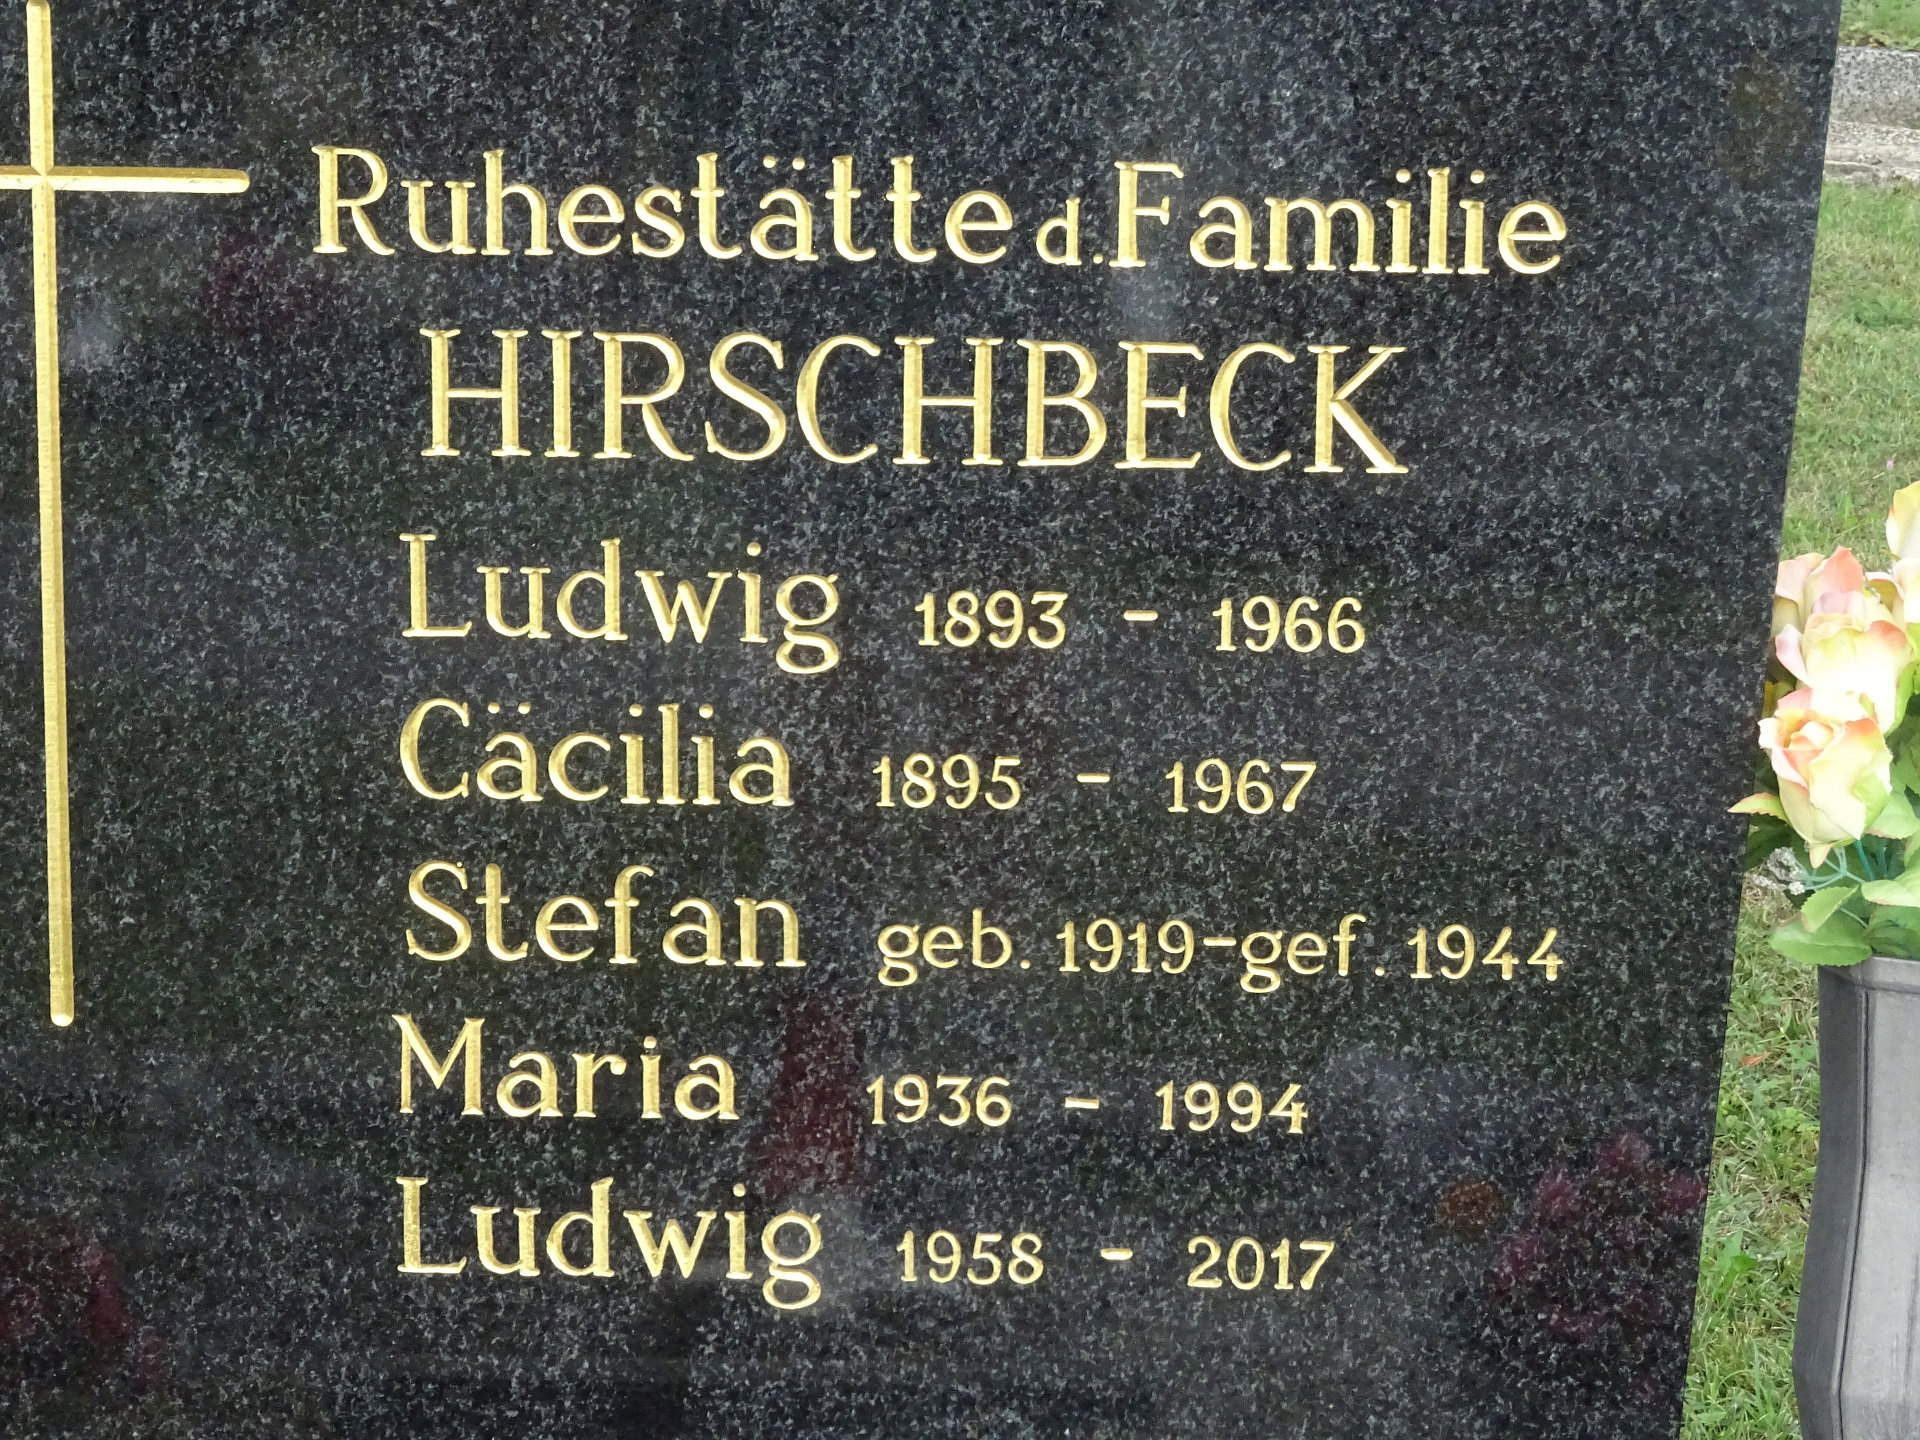 Ruhestätte d. Familie
HIRSCHBECK
Ludwig 1893 - 1966
Cäcilia 1895 - 1967
Stefan geb. 1919-gef. 1944
Maria 1936 - 1994
Ludwig 1958 - 2017